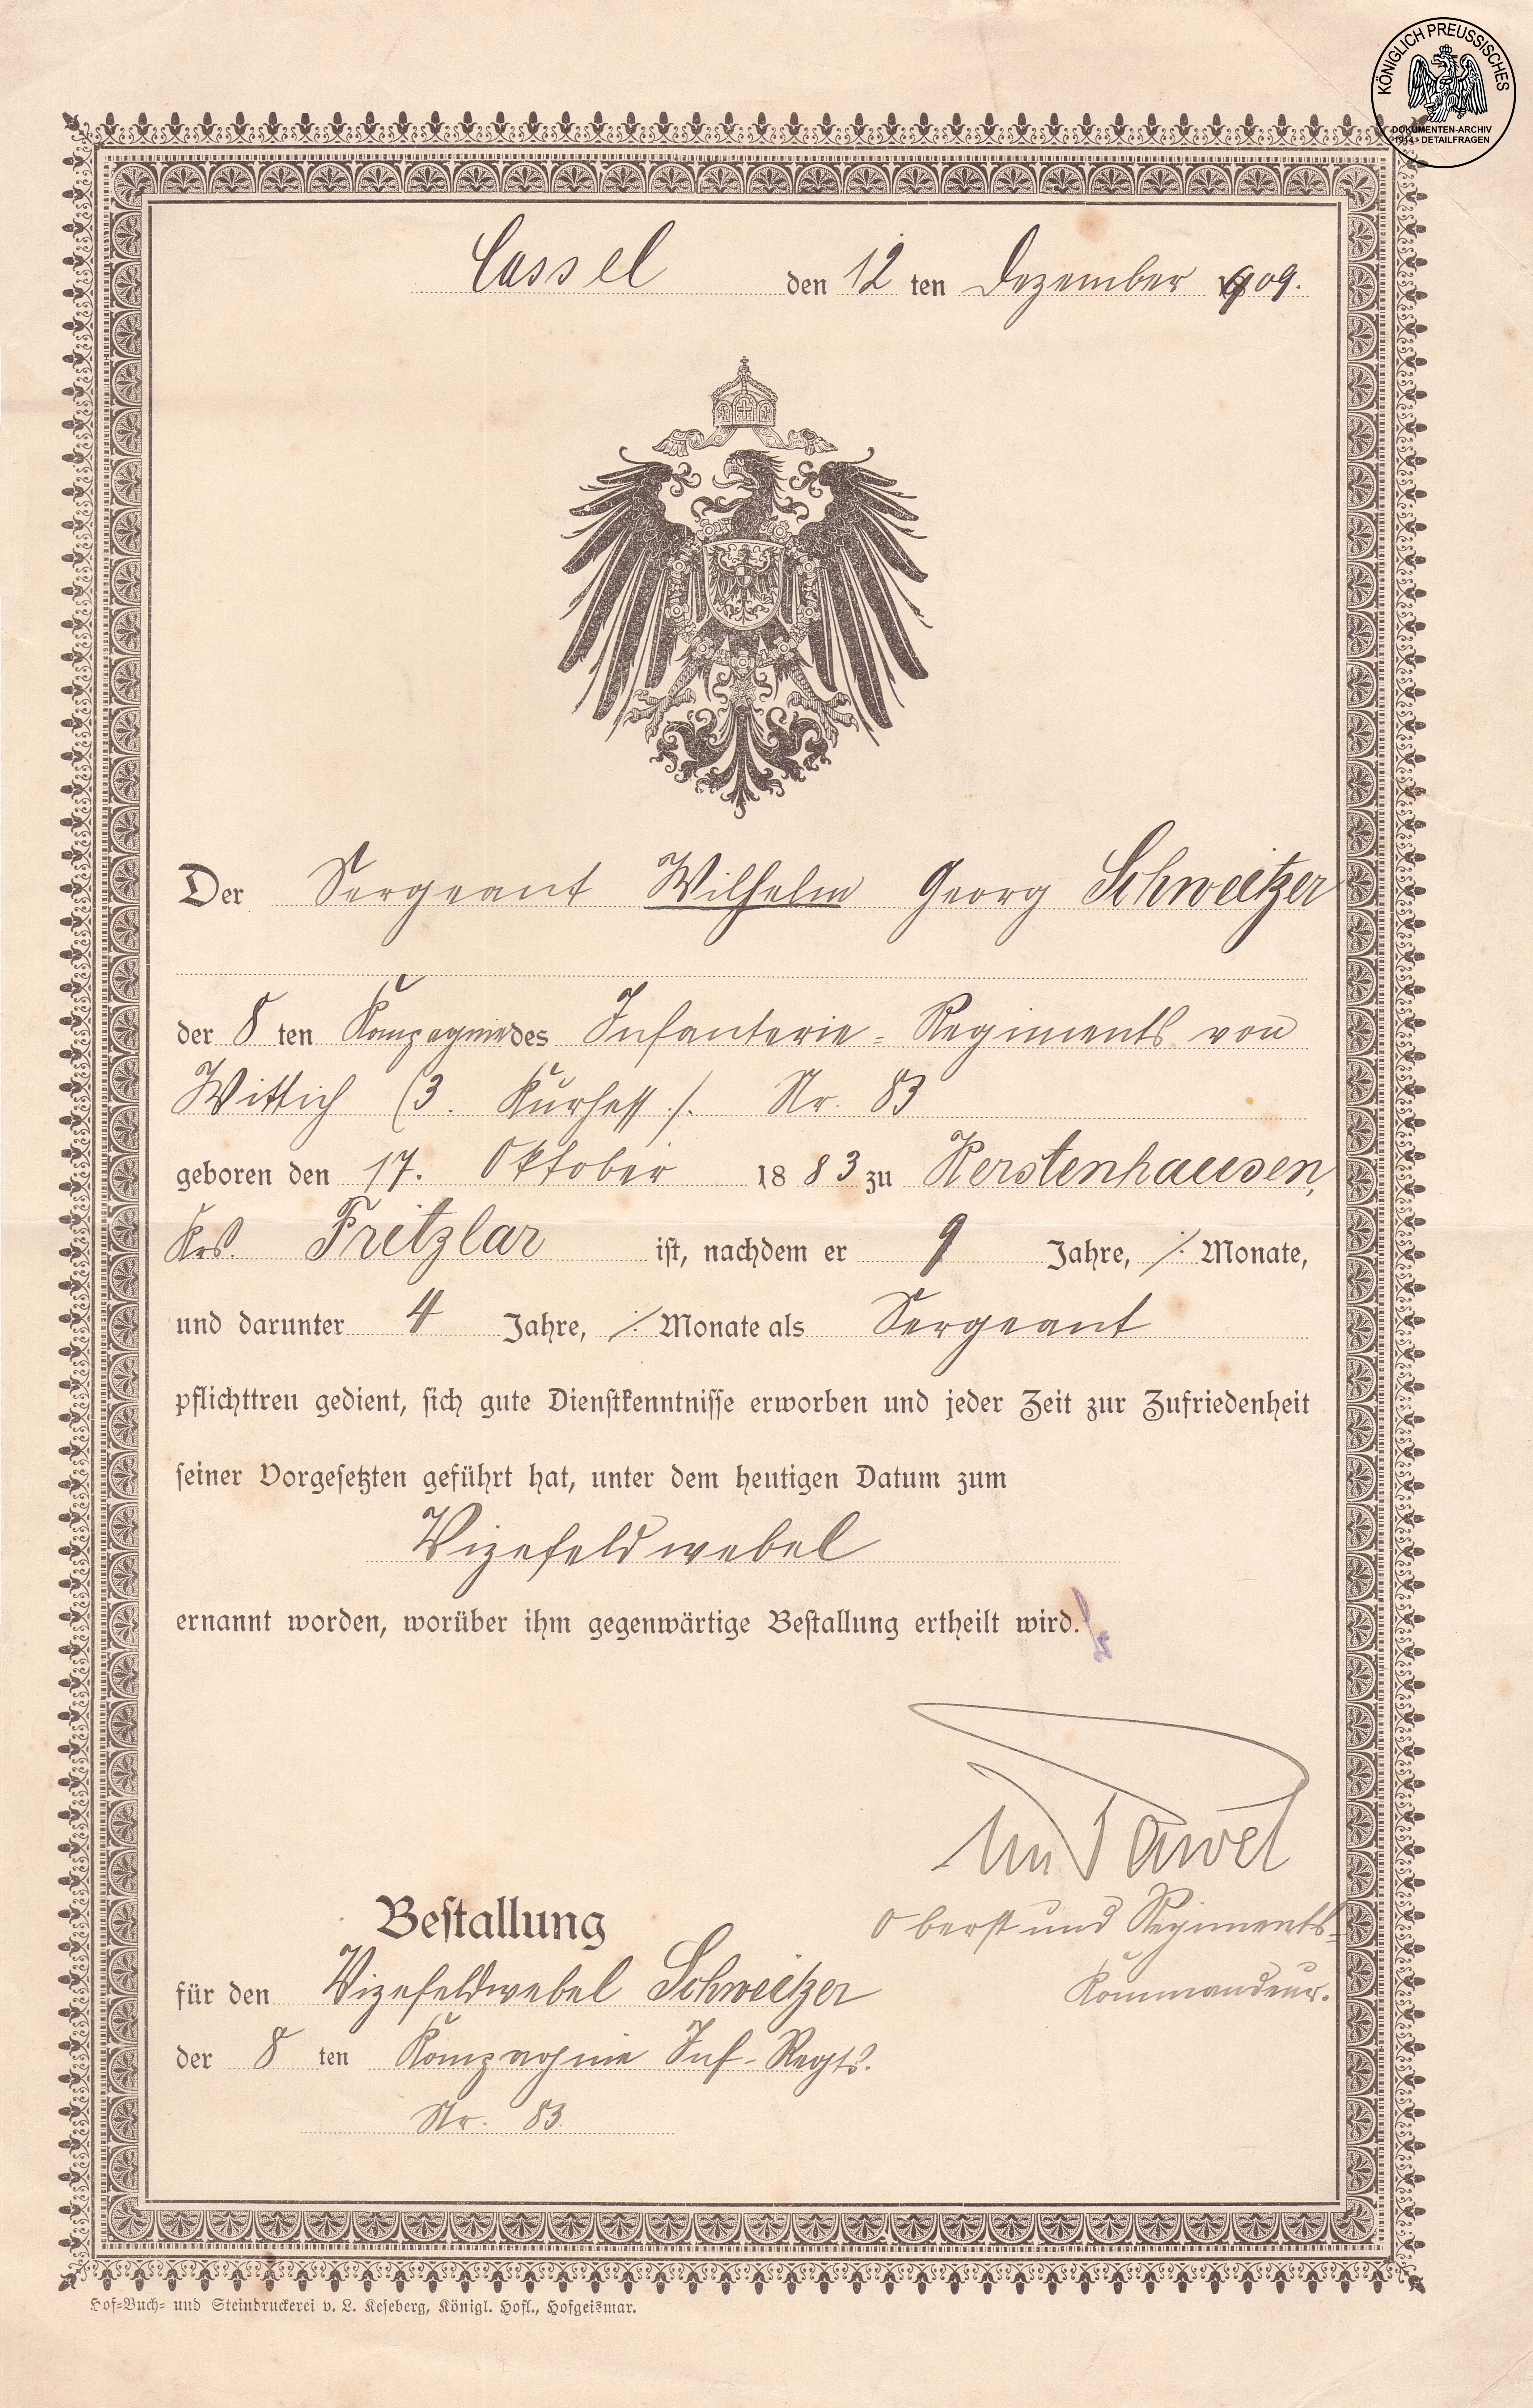 KÖNIGLICH PREUSSISCHES
DOKUMENTEN-ARCHIV
1914 - DETAILFRAGEN
Cassel den 12 ten Dezember 1909.
Der Sergeant Wilhelm Georg Schweitzer
der 8 ten Kompagnie des Infanterie-Regiments von
Wittich (3. Kurhess.). Nr. 83
geboren den 17. Oktober 1883 zu Kerstenhausen,
Krs. Fritzlar ist, nachdem er 9 Jahre, ·/· Monate,
und darunter 4 Jahre, ·/· Monate als Sergeant
pflichttreu gedient, sich gute Dienstkenntnisse erworben und jeder Zeit zur Zufriedenheit
seiner Vorgesetzten geführt hat, unter dem heutigen Datum zum
Vizefeldwebel
ernannt worden, worüber ihm gegenwärtige Bestallung ertheilt wird.
Pawel
Oberst und Regiments-
Kommandeur.
Bestallung
für den Vizefeldwebel Schweitzer
der 8 ten Kompagnie Inf-Regts.
Nr. 83.
Hof-Buch- und Steindruckerei v. L. Keseberg, Königl. Hofl., Hofgeismar.